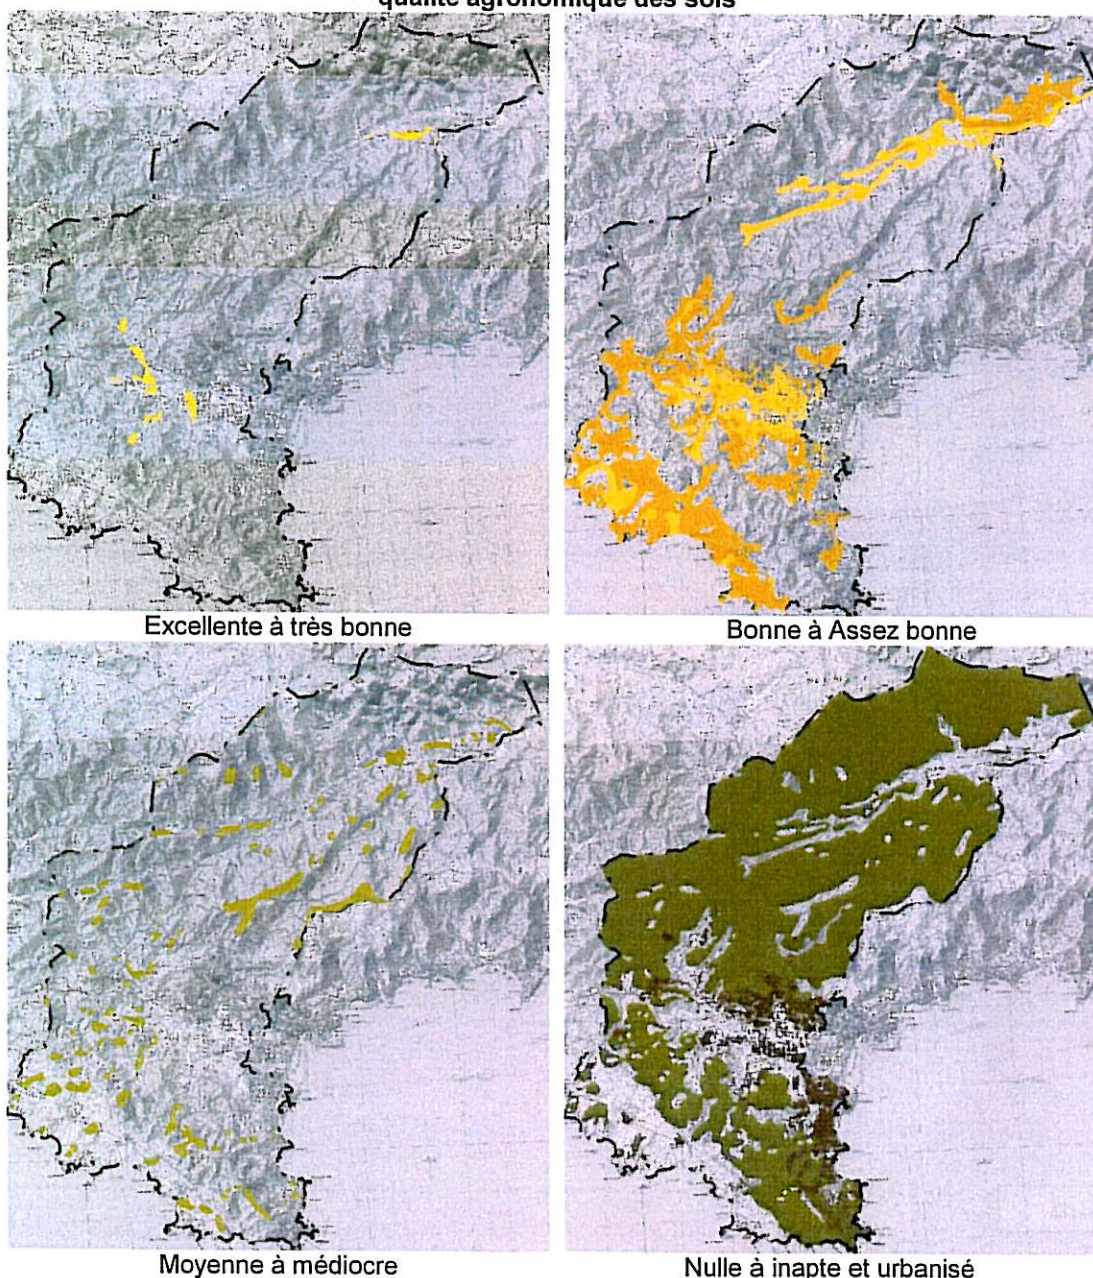 qualité agronomique des sols
Excellente à très bonne
Bonne à Assez bonne
Moyenne à médiocre
Nulle à inapte et urbanisé